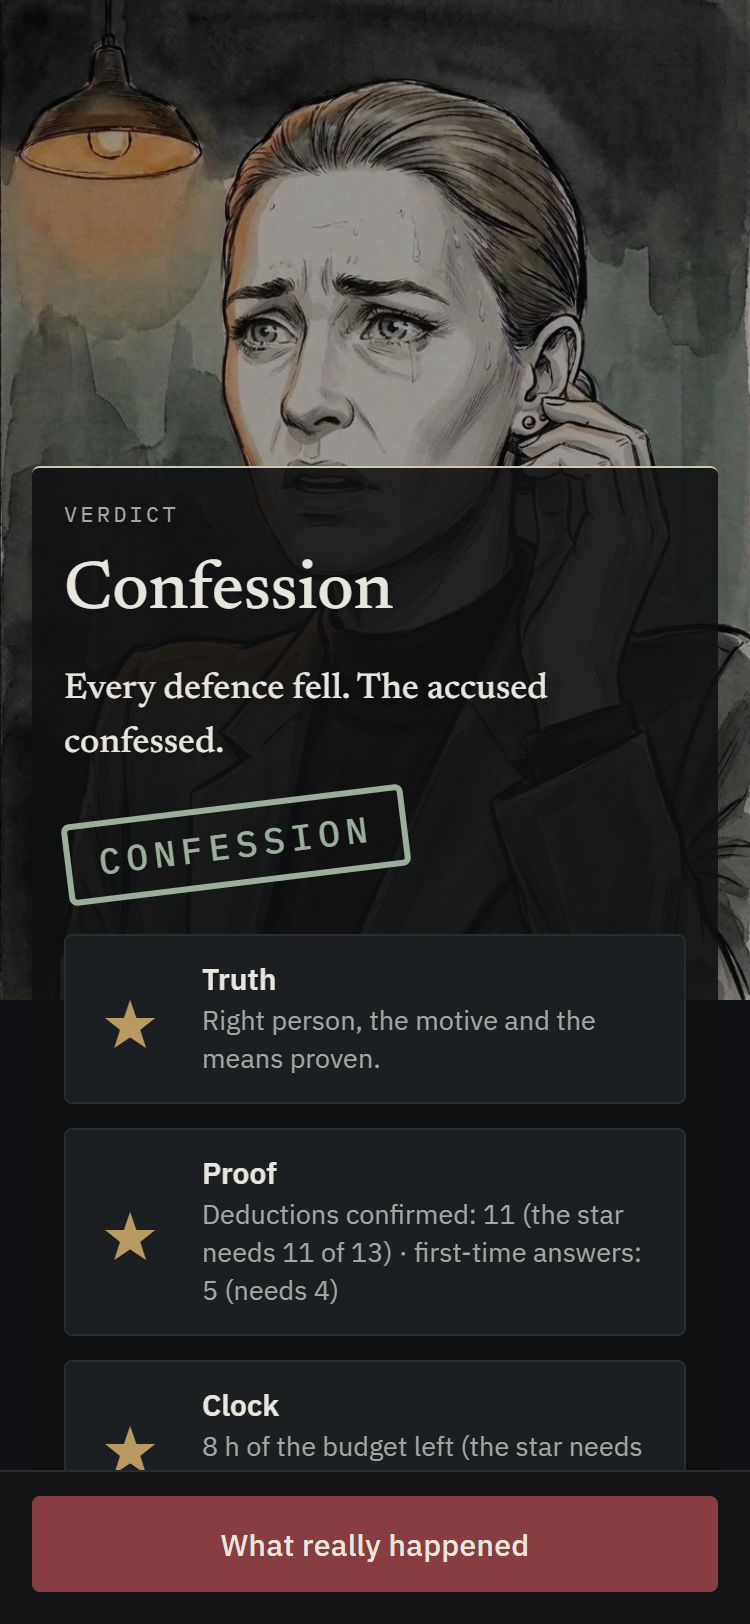 VERDICT
Confession
Every defence fell. The accused
confessed.
CONFESSION
Truth
Right person, the motive and the
means proven.
Proof
Deductions confirmed: 11 (the star
needs 11 of 13) · first-time answers:
5 (needs 4)
Clock
8 h of the budget left (the star needs
What really happened